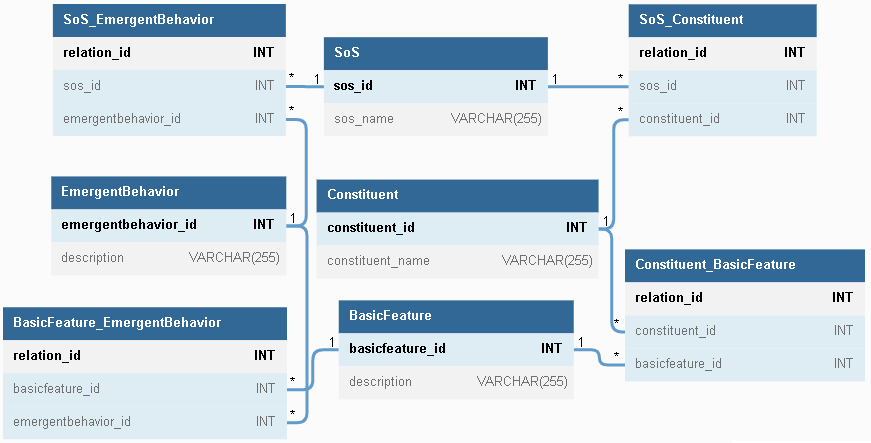 SoS_EmergentBehavior
relation_id INT
sos_id INT
emergentbehavior_id INT
* 1
*
SoS
sos_id INT
sos_name VARCHAR(255)
1 *
*
SoS_Constituent
relation_id INT
sos_id INT
constituent_id INT
EmergentBehavior
emergentbehavior_id INT
description VARCHAR(255)
1
Constituent
constituent_id INT
constituent_name VARCHAR(255)
1
Constituent_BasicFeature
relation_id INT
constituent_id INT
basicfeature_id INT
*
*
BasicFeature_EmergentBehavior
relation_id INT
basicfeature_id INT
emergentbehavior_id INT
*
*
BasicFeature
basicfeature_id INT
description VARCHAR(255)
1 1